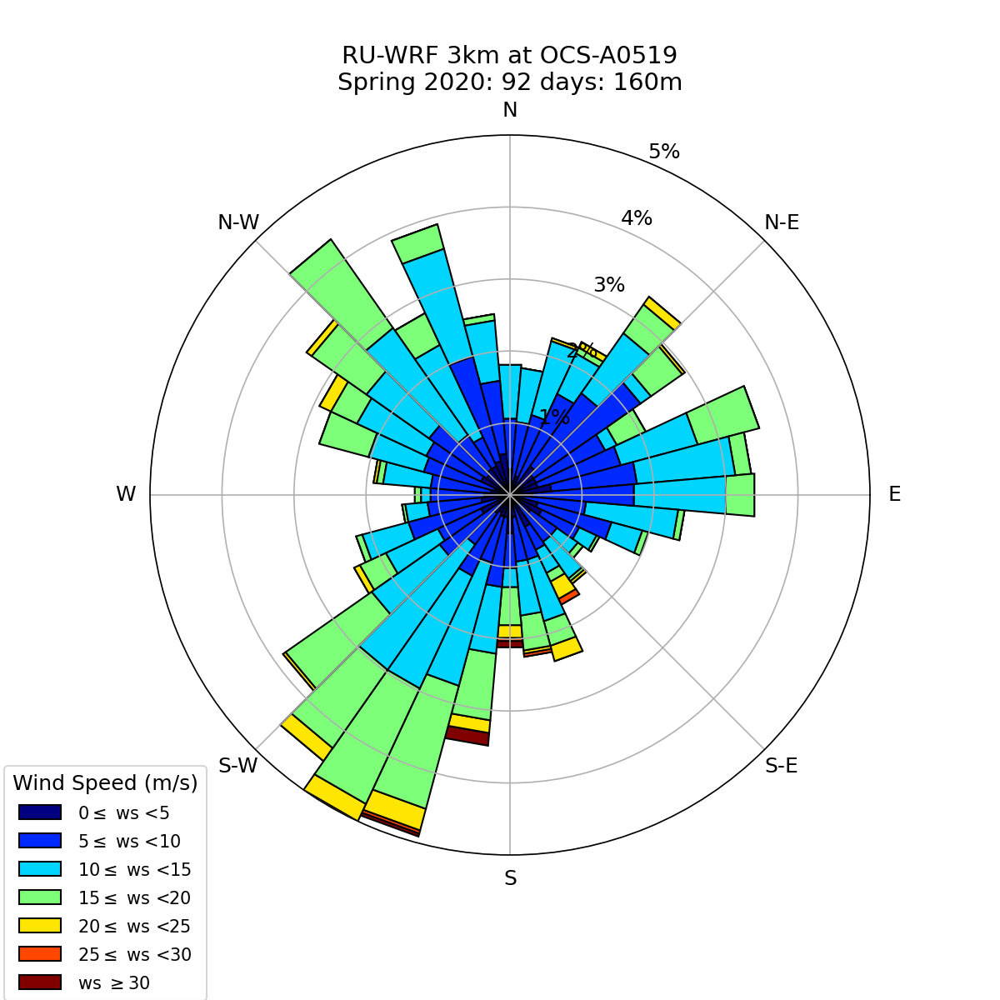 RU-WRF 3km at OCS-A0519
Spring 2020: 92 days: 160m
N
5%
N-W
4%
N-E
3%
2%
1%
W
E
S-W
S-E
S
Wind Speed (m/s)
0≤ ws <5
5≤ ws <10
10≤ ws <15
15≤ ws <20
20≤ ws <25
25≤ ws <30
ws ≥30